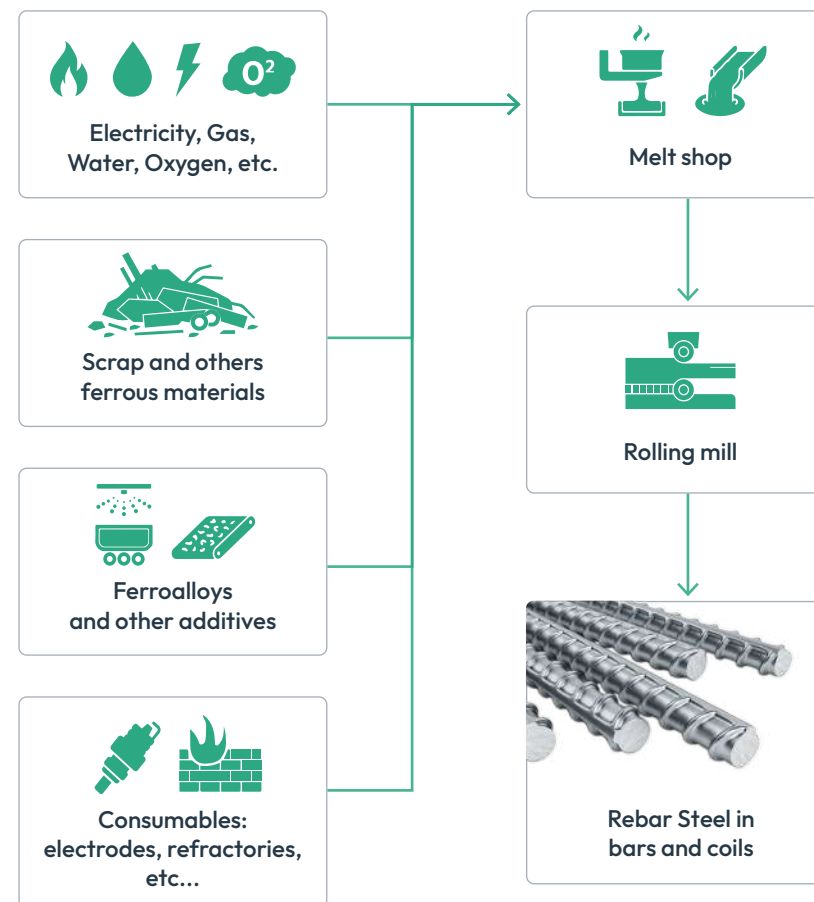 O²
Electricity, Gas,
Water, Oxygen, etc.
Scrap and others
ferrous materials
Ferroalloys
and other additives
Consumables:
electrodes, refractories,
etc...
Melt shop
Rolling mill
Rebar Steel in
bars and coils